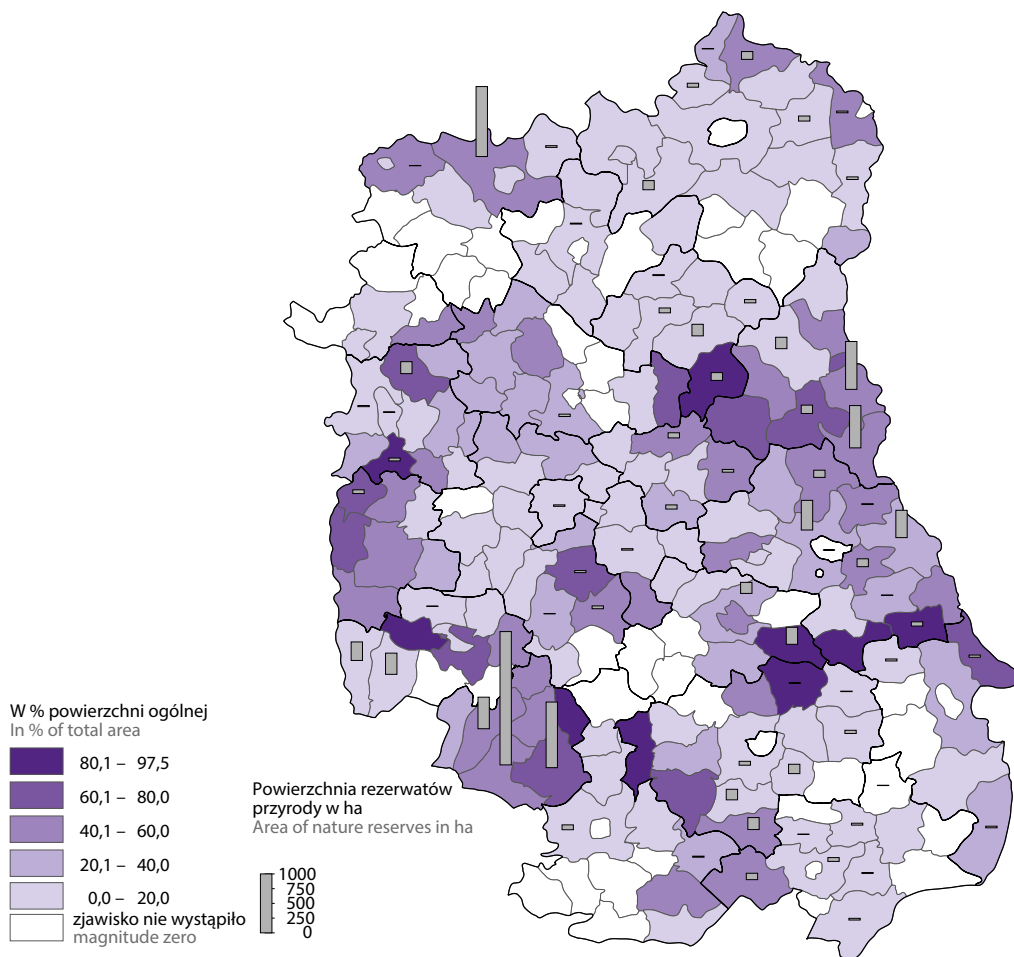 W % powierzchni ogólnej
In % of total area
80,1 – 97,5
60,1 – 80,0
40,1 – 60,0
20,1 – 40,0
0,0 – 20,0
zjawisko nie wystąpiło
magnitude zero
Powierzchnia rezerwatów
przyrody w ha
Area of nature reserves in ha
1000
750
500
250
0